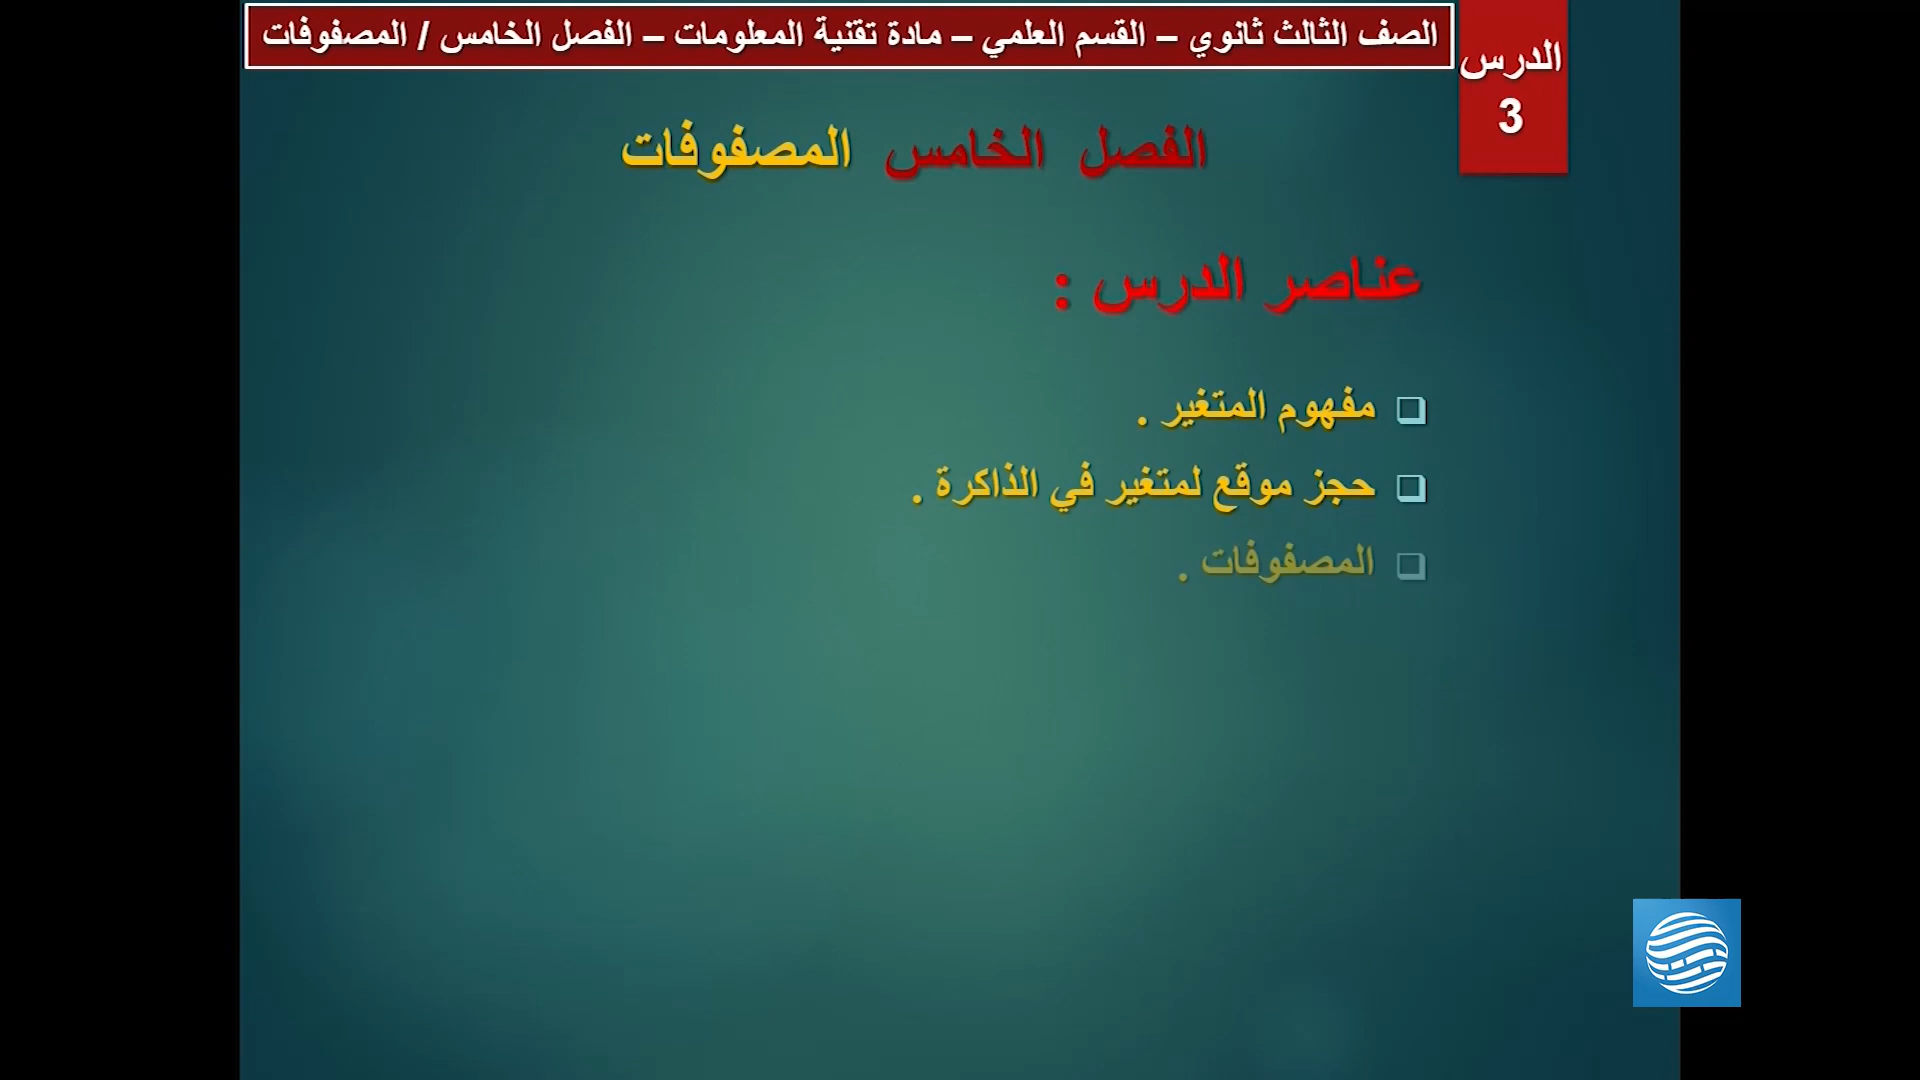 الصف الثالث ثانوي – القسم العلمي – مادة تقنية المعلومات – الفصل الخامس / المصفوفات
الدرس
3
الفصل الخامس المصفوفات
عناصر الدرس :
مفهوم المتغير .
حجز موقع لمتغير في الذاكرة .
المصفوفات .